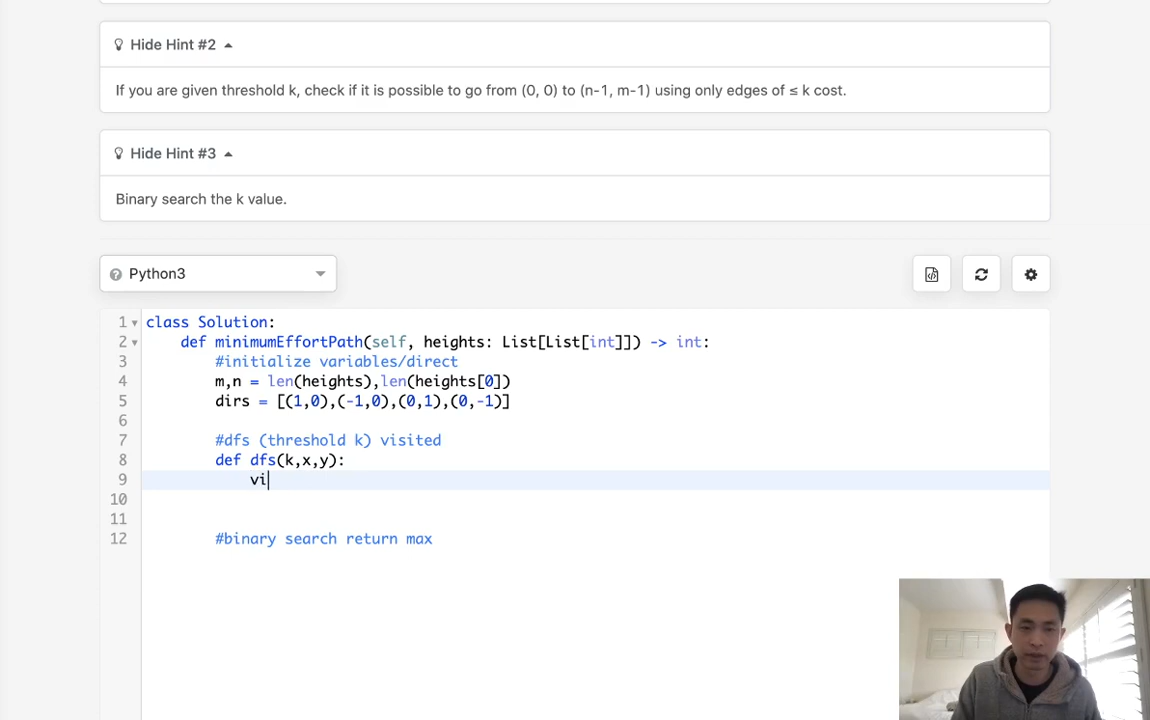 Hide Hint #2
If you are given threshold k, check if it is possible to go from (0, 0) to (n-1, m-1) using only edges of ≤ k cost.
Hide Hint #3
Binary search the k value.
Python3
1 class Solution:
2 def minimumEffortPath(self, heights: List[List[int]]) -> int:
3 #initialize variables/direct
4 m,n = len(heights),len(heights[0])
5 dirs = [(1,0),(-1,0),(0,1),(0,-1)]
6
7 #dfs (threshold k) visited
8 def dfs(k,x,y):
9 vi
10
11
12 #binary search return max